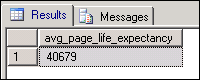 Results Messages
avg_page_life_expectancy
1 40679